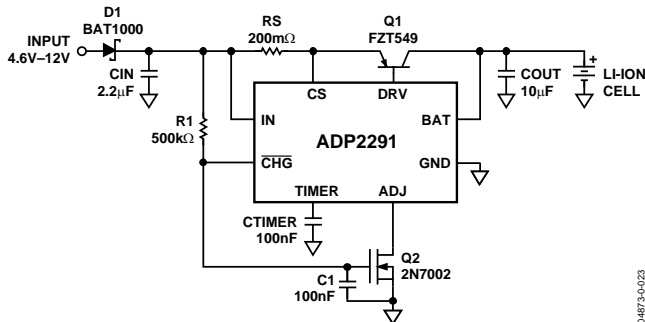 D1
BAT1000
INPUT
4.6V–12V
RS
200mΩ
Q1
FZT549
CIN
2.2μF
COUT
10μF
+
LI-ION
CELL
CS
DRV
R1
500kΩ
IN
BAT
ADP2291
CHG
GND
TIMER
ADJ
CTIMER
100nF
Q2
2N7002
C1
100nF
04873-0-023